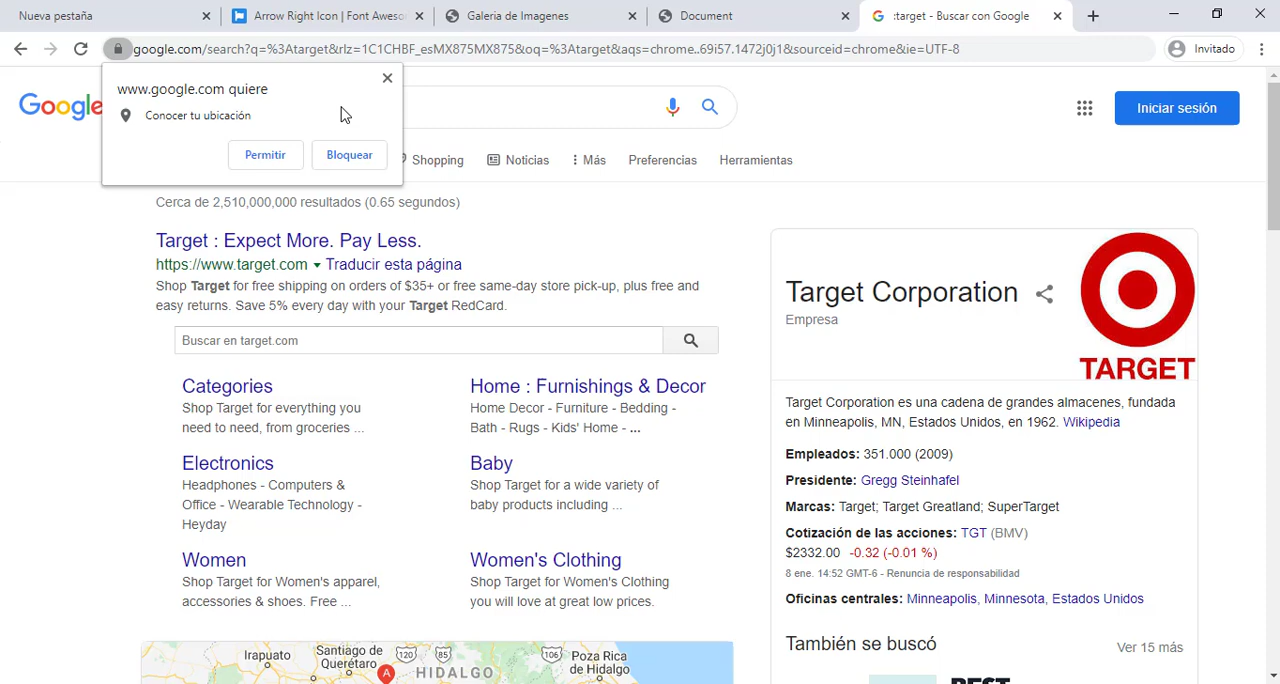 Nueva pestaña
Arrow Right Icon | Font Aweso
Galeria de Imagenes
Document
:target - Buscar con Google
google.com/search?q=%3Atarget&rlz=1C1CHBF_esMX875MX875&oq=%3Atarget&aqs=chrome..69i57.1472j0j1&sourceid=chrome&ie=UTF-8
Invitado
www.google.com quiere
Conocer tu ubicación
Permitir
Bloquear
Google
Iniciar sesión
Shopping
Noticias
Más
Preferencias
Herramientas
Cerca de 2,510,000,000 resultados (0.65 segundos)
Target : Expect More. Pay Less.
https://www.target.com Traducir esta página
Shop Target for free shipping on orders of $35+ or free same-day store pick-up, plus free and
easy returns. Save 5% every day with your Target RedCard.
Buscar en target.com
Categories
Shop Target for everything you
need to need, from groceries ...
Home : Furnishings & Decor
Home Decor - Furniture - Bedding -
Bath - Rugs - Kids' Home - ...
Electronics
Headphones - Computers &
Office - Wearable Technology -
Heyday
Baby
Shop Target for a wide variety of
baby products including ...
Women
Shop Target for Women's apparel,
accessories & shoes. Free ...
Women's Clothing
Shop Target for Women's Clothing
you will love at great low prices.
Irapuato
Santiago de
Querétaro
120
85
A
HIDALGO
106
Poza Rica
de Hidalgo
Target Corporation
Empresa
TARGET
Target Corporation es una cadena de grandes almacenes, fundada
en Minneapolis, MN, Estados Unidos, en 1962. Wikipedia
Empleados: 351.000 (2009)
Presidente: Gregg Steinhafel
Marcas: Target; Target Greatland; SuperTarget
Cotización de las acciones: TGT (BMV)
$2332.00 -0.32 (-0.01 %)
8 ene. 14:52 GMT-6 - Renuncia de responsabilidad
Oficinas centrales: Minneapolis, Minnesota, Estados Unidos
También se buscó
Ver 15 más
BEST